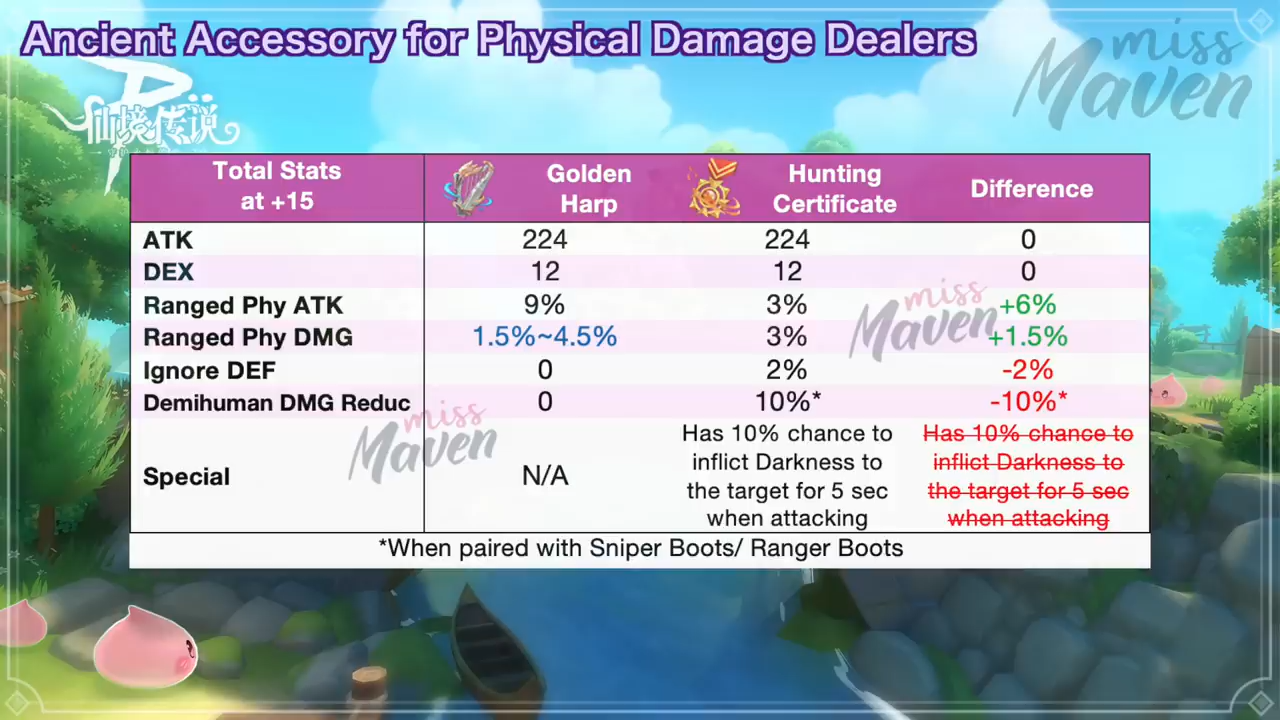 Ancient Accessory for Physical Damage Dealers
miss
Maven
仙境传说
Total Stats
at +15
Golden
Harp
Hunting
Certificate
Difference
ATK 224 224 0
DEX 12 12 0
Ranged Phy ATK 9% 3% +6%
Ranged Phy DMG 1.5%~4.5% 3% +1.5%
miss
Maven
Ignore DEF 0 2% -2%
Demihuman DMG Reduc 0 10%* -10%*
miss
Maven
Special
N/A
Has 10% chance to
inflict Darkness to
the target for 5 sec
when attacking
Has 10% chance to
inflict Darkness to
the target for 5 sec
when attacking
*When paired with Sniper Boots/ Ranger Boots